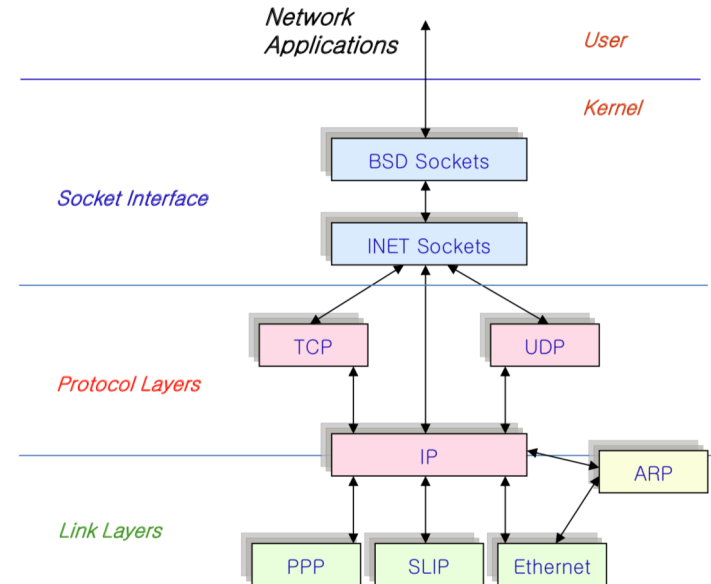 Network
Applications
User
Kernel
BSD Sockets
Socket Interface
INET Sockets
TCP
UDP
Protocol Layers
IP
ARP
Link Layers
PPP
SLIP
Ethernet